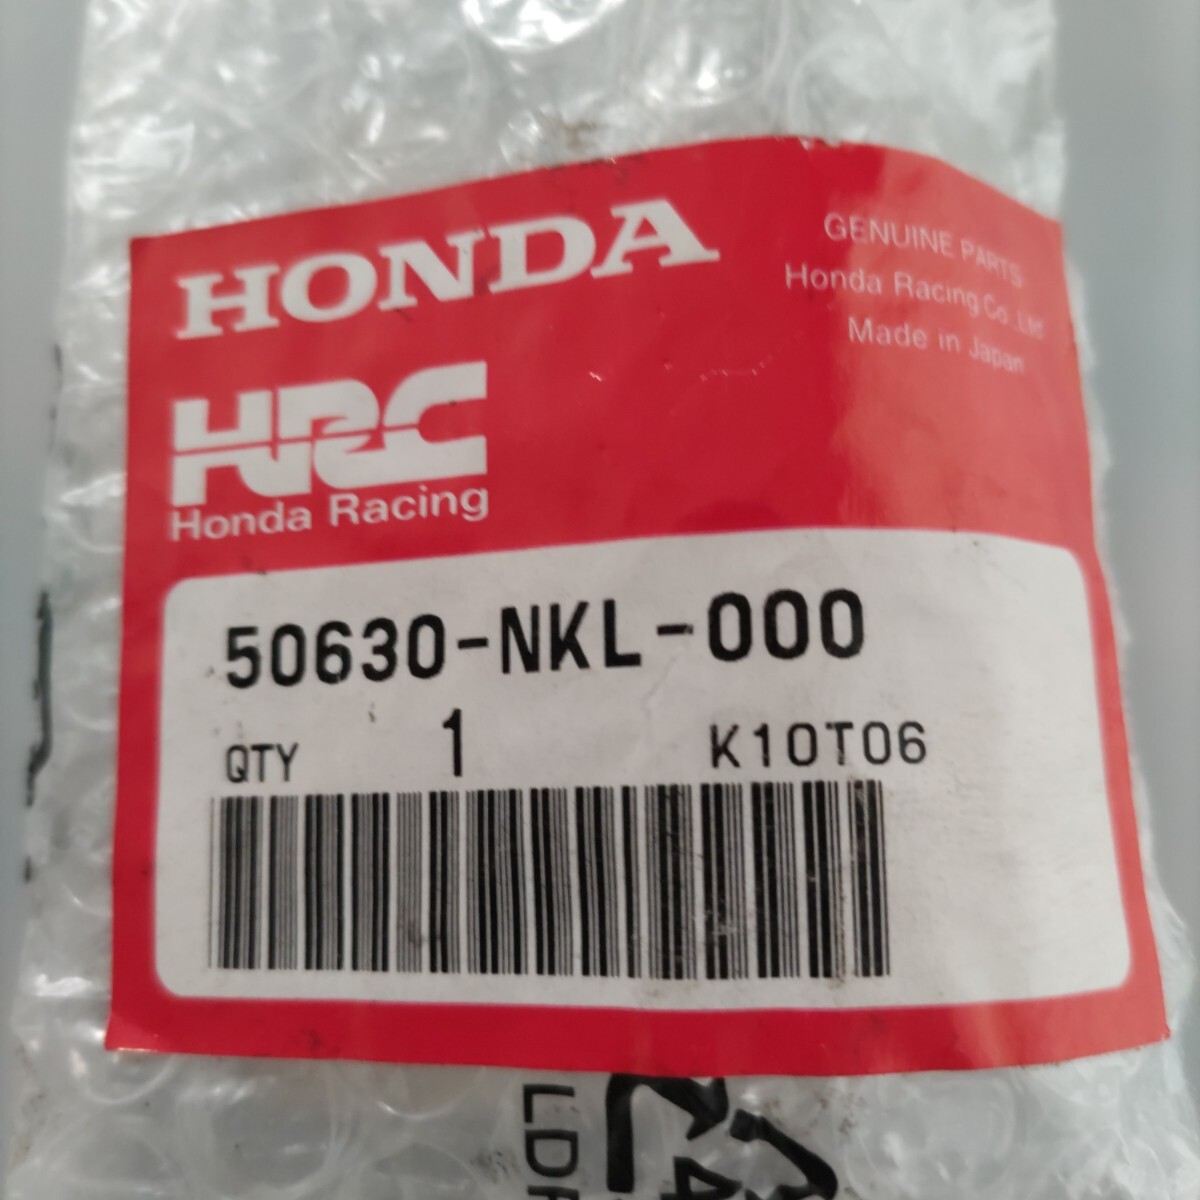 HONDA
GENUINE PARTS
Honda Racing Co.,Ltd
Made in Japan
HRC
Honda Racing
50630-NKL-000
QTY 1 K10T06
4